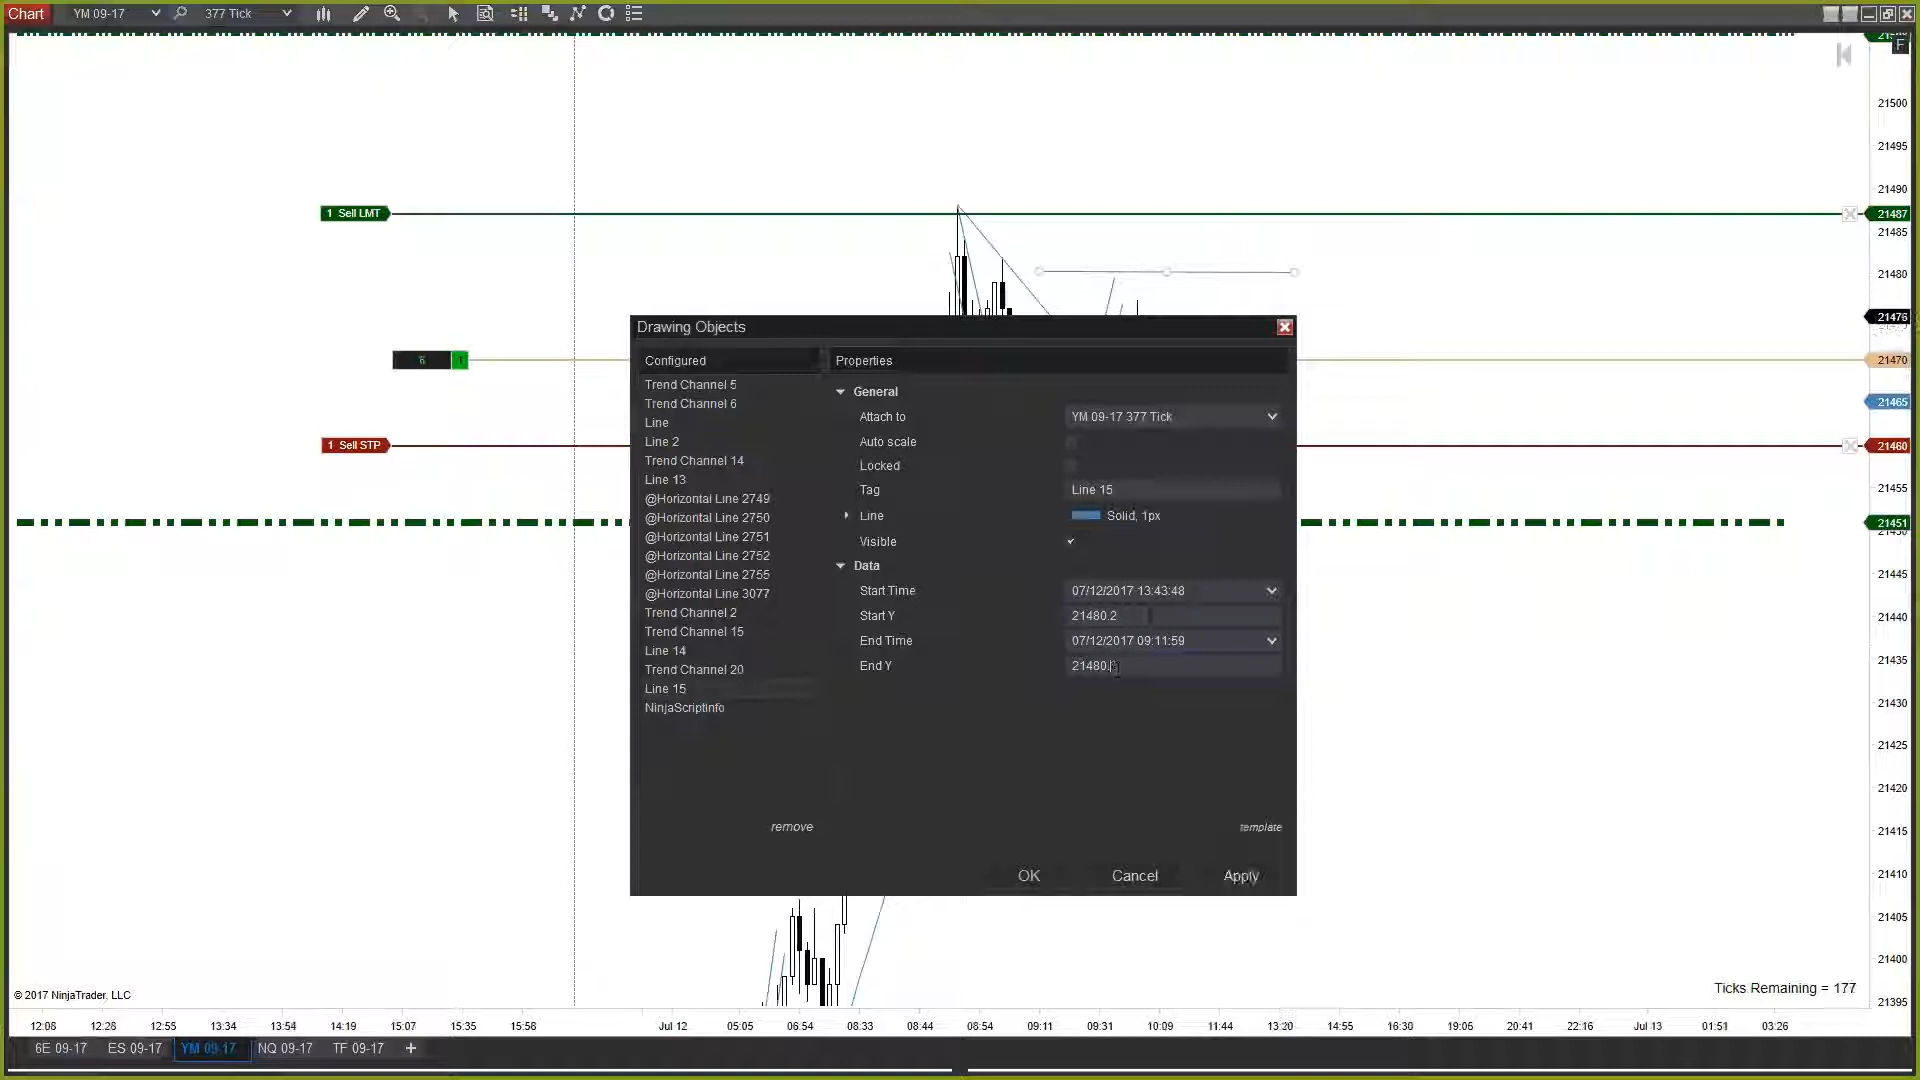 Chart YM 09-17 377 Tick
F
21500
21495
21490
1 Sell LMT
21487
21485
21480
21476
6 1
21470
21465
1 Sell STP
21460
21455
21451
21450
21445
21440
21435
21430
21425
21420
21415
21410
21405
21400
21395
Drawing Objects
Configured
Properties
Trend Channel 5
Trend Channel 6
Line
Line 2
Trend Channel 14
Line 13
@Horizontal Line 2749
@Horizontal Line 2750
@Horizontal Line 2751
@Horizontal Line 2752
@Horizontal Line 2755
@Horizontal Line 3077
Trend Channel 2
Trend Channel 15
Line 14
Trend Channel 20
Line 15
NinjaScriptInfo
General
Attach to YM 09-17 377 Tick
Auto scale
Locked
Tag Line 15
Line Solid, 1px
Visible
Data
Start Time 07/12/2017 13:43:48
Start Y 21480.2
End Time 07/12/2017 09:11:59
End Y 21480.
remove
template
OK Cancel Apply
© 2017 NinjaTrader, LLC
Ticks Remaining = 177
12:06 12:26 12:55 13:34 13:54 14:19 15:07 15:35 15:58 Jul 12 05:05 06:54 08:33 08:44 08:54 09:11 09:31 10:09 11:44 13:20 14:55 16:30 19:05 20:41 22:16 Jul 13 01:51 03:26
6E 09-17 ES 09-17 YM 09-17 NQ 09-17 TF 09-17 +